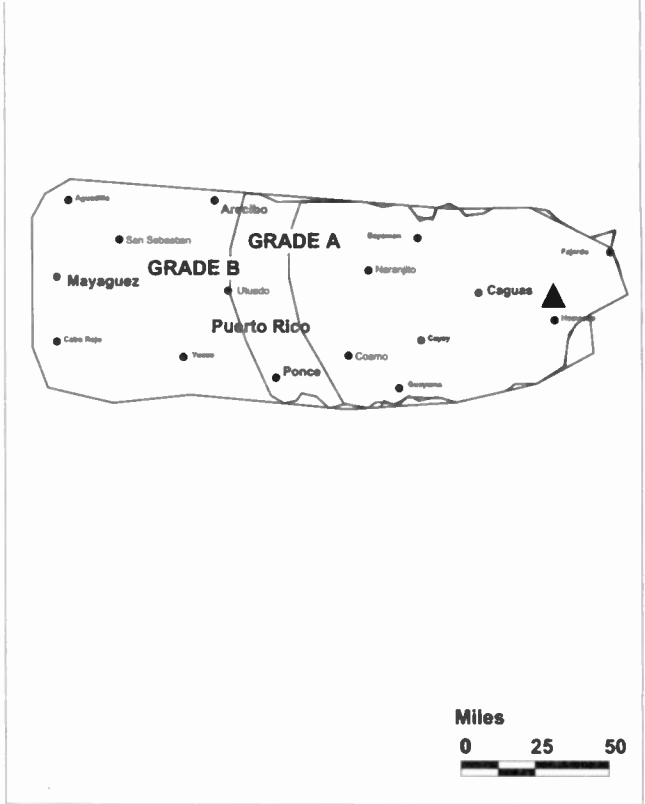 Aguadilla
Arecibo
San Sebastian
GRADE A
Bayamon
Fajardo
Mayaguez
GRADE B
Naranjito
Utuado
Caguas
Puerto Rico
Cabo Rojo
Yauco
Ponce
Coamo
Cayey
Guayama
Miles
0 25 50